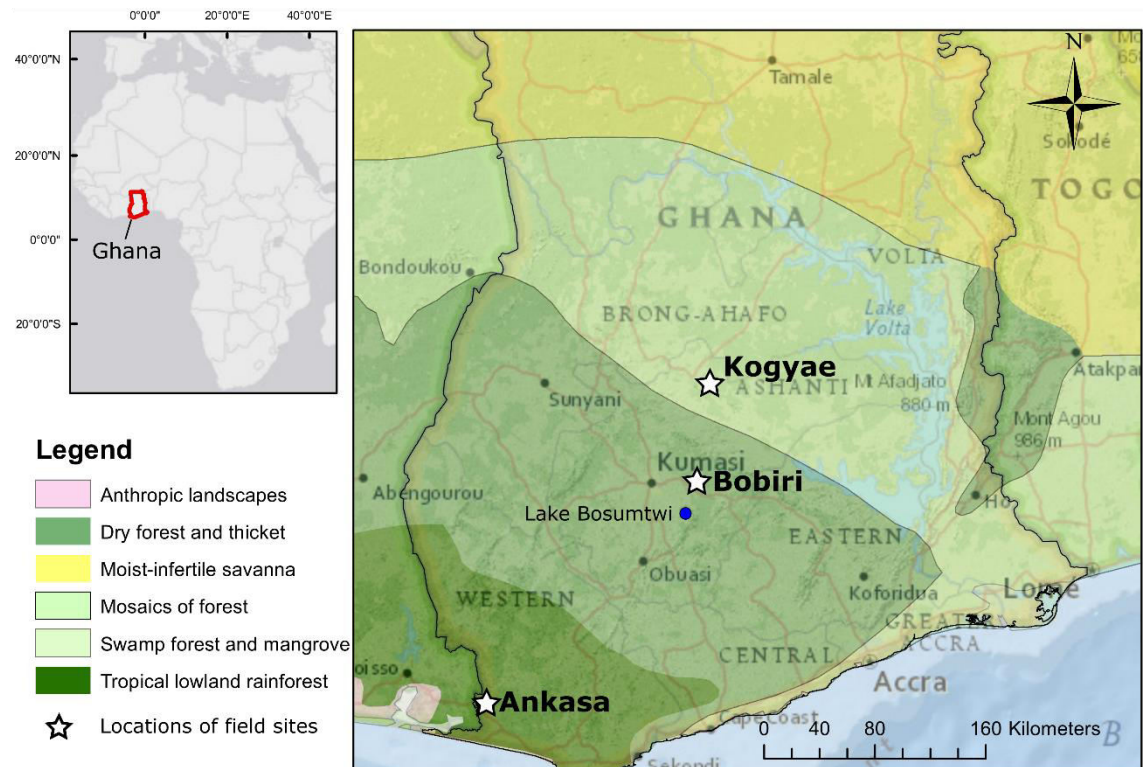 0°0'0"
20°0'0"E
40°0'0"E
40°0'0"N
20°0'0"N
0°0'0"
20°0'0"S
Ghana
N
Tamale
Sokodé
TOGO
GHANA
VOLTA
Bondoukou
BRONG-AHAFO
Lake
Volta
Kogyae
ASHANTI
Mt Afadjato
880 m
Atakpa
Sunyani
Mont Agou
986 m
Kumasi
Bobiri
Abengourou
Ho
Lake Bosumtwi
EASTERN
Obuasi
Koforidua
Lome
WESTERN
GREATER
ACCRA
CENTRAL
Accra
Ankasa
Cape Coast
Sekondi
0 40 80 160 Kilometers
B
Legend
Anthropic landscapes
Dry forest and thicket
Moist-infertile savanna
Mosaics of forest
Swamp forest and mangrove
Tropical lowland rainforest
Locations of field sites